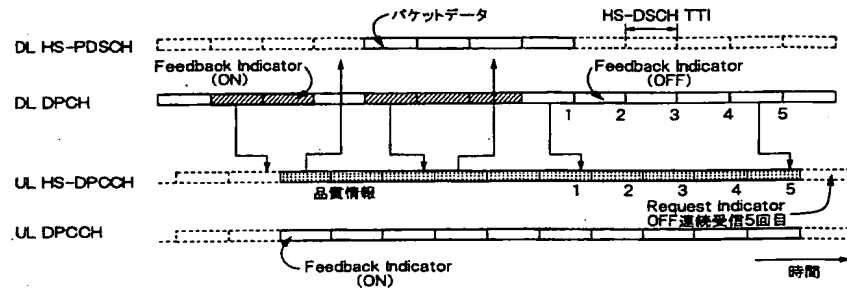 パケットデータ
HS-DSCH TTI
DL HS-PDSCH
Feedback Indicator
(ON)
Feedback Indicator
(OFF)
DL DPCH
1 2 3 4 5
UL HS-DPCCH
品質情報
1 2 3 4 5
Request Indicator
OFF連続受信5回目
UL DPCCH
Feedback Indicator
(ON)
時間